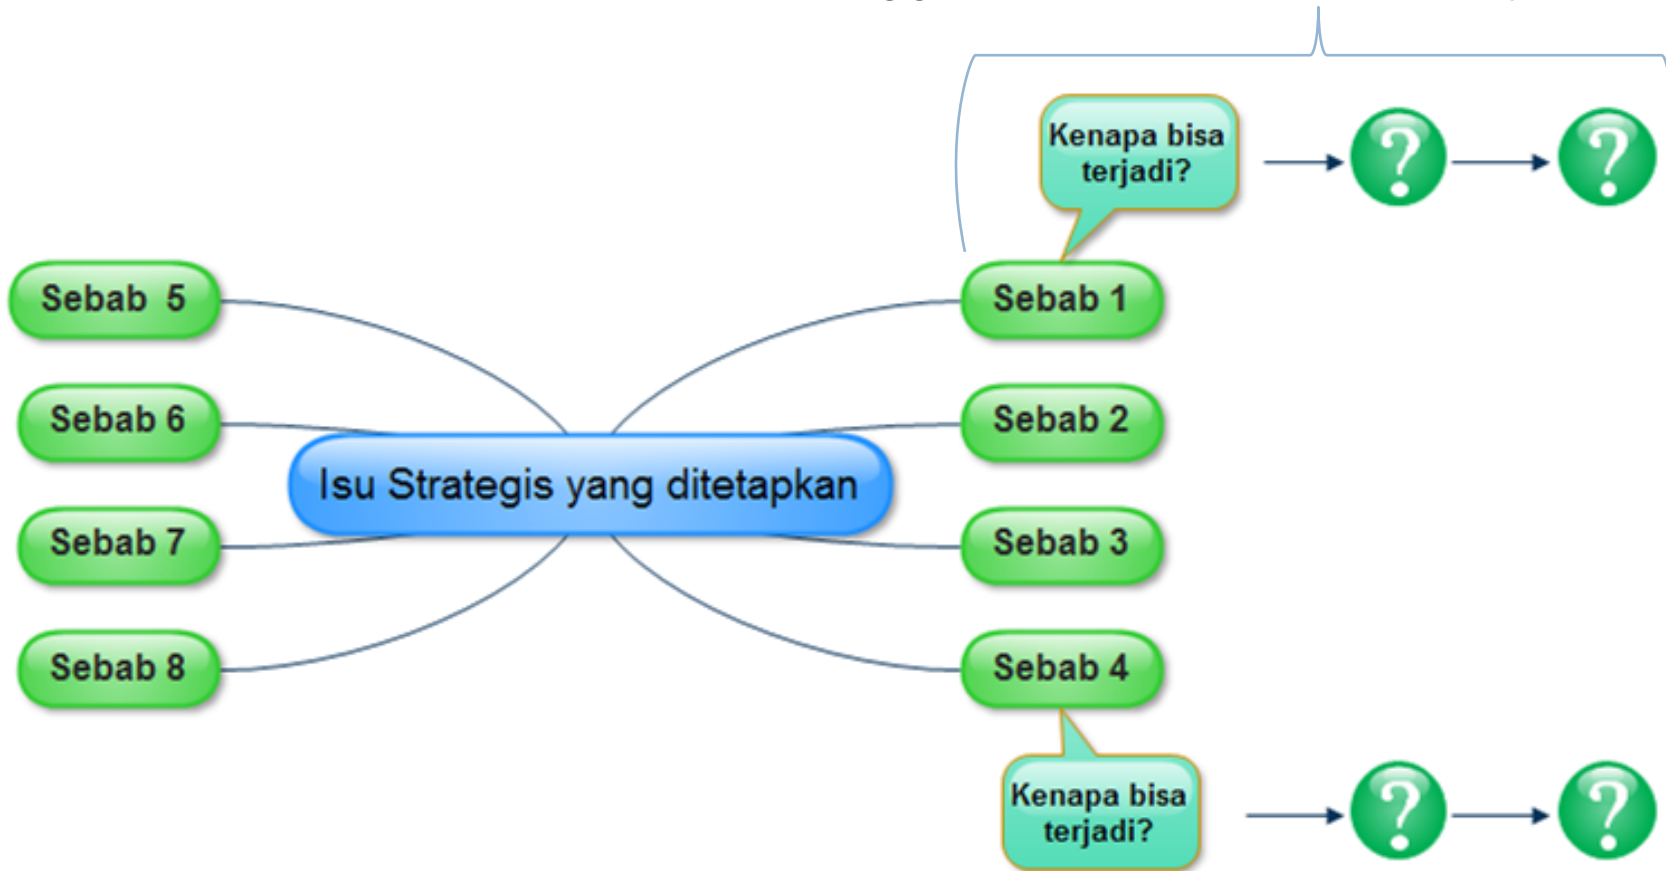 Kenapa bisa
terjadi?
?
?
Sebab 5
Sebab 1
Sebab 6
Sebab 2
Isu Strategis yang ditetapkan
Sebab 7
Sebab 3
Sebab 8
Sebab 4
Kenapa bisa
terjadi?
?
?